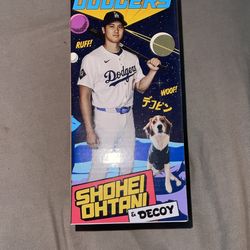 DODGERS
RUFF!
Dodgers
WOOF!
デコピン
SHOHEI
OHTANI
& DECOY